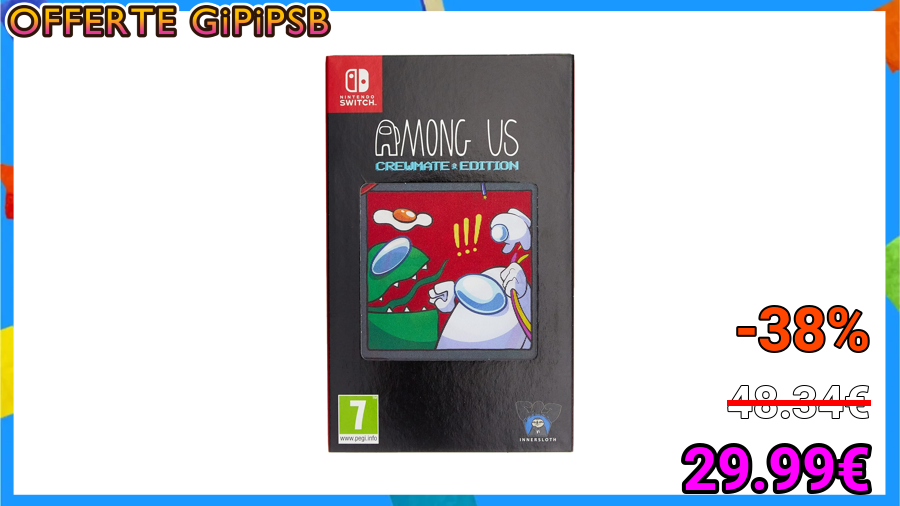 OFFERTE GiPiPSB
NINTENDO
SWITCH.
AMONG US
CREWMATE EDITION
!!!
7
www.pegi.info
INNERSLOTH
-38%
48.34€
29.99€